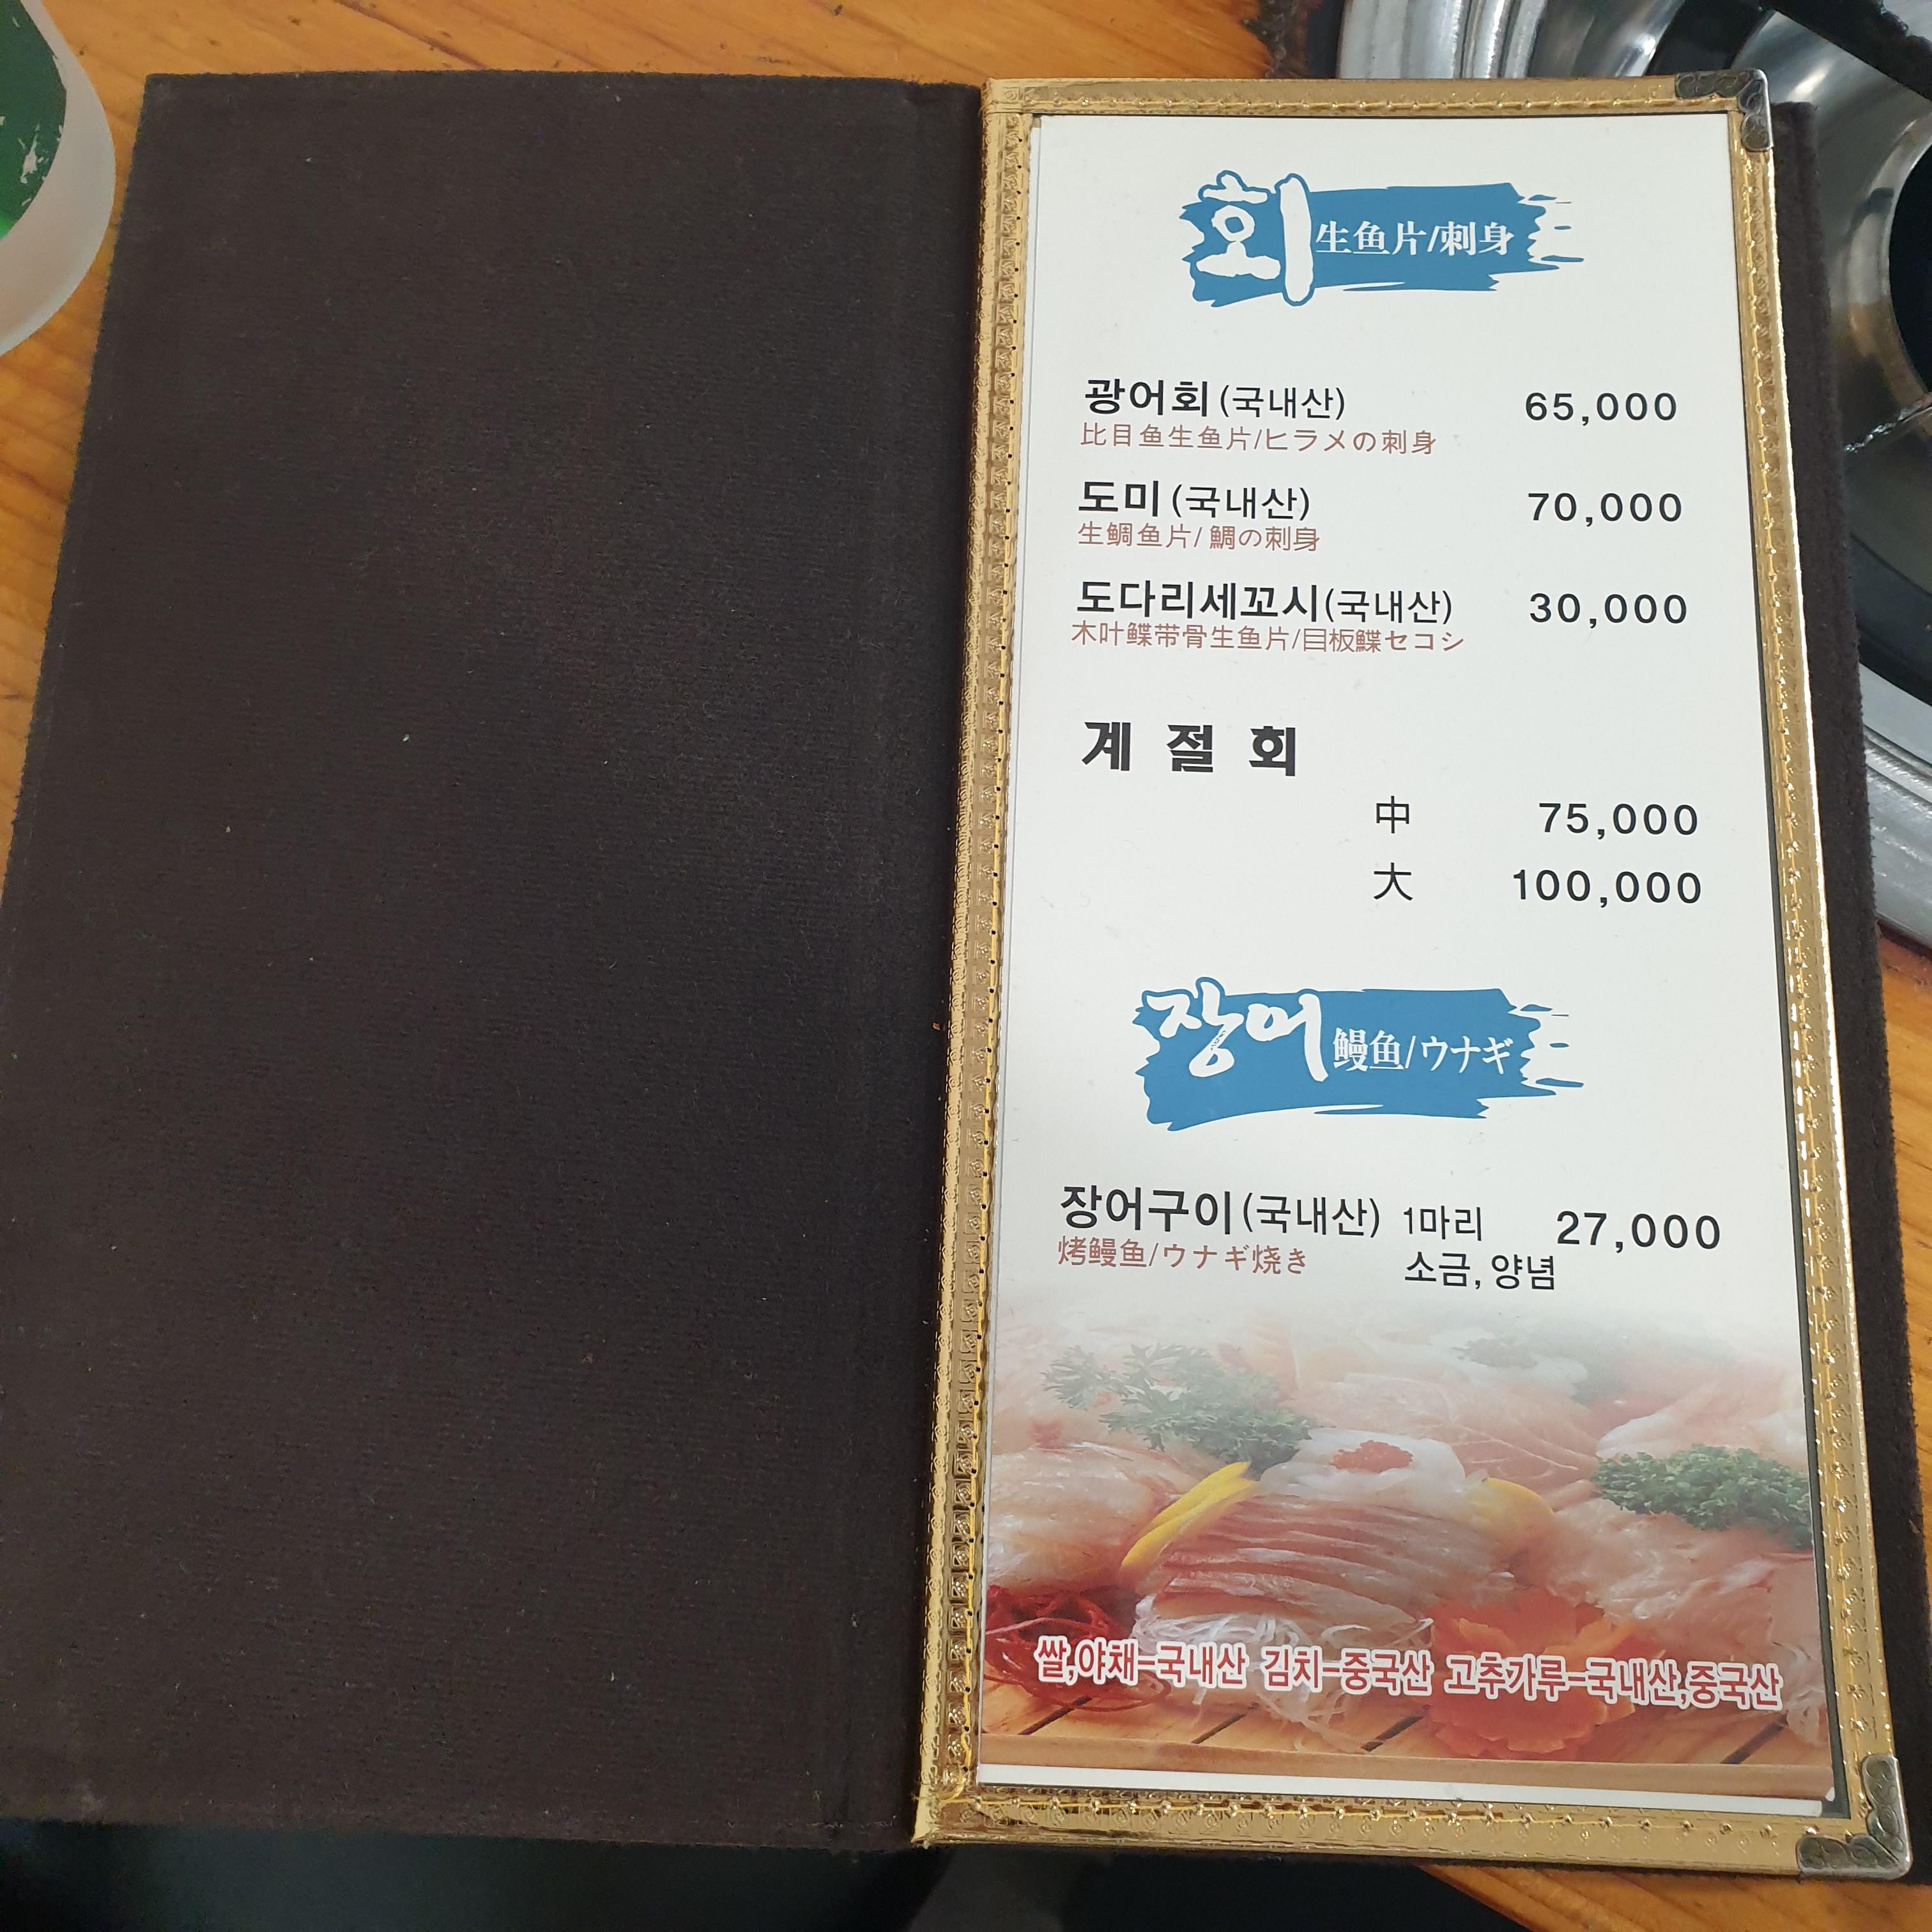 회 生鱼片/刺身
광어회(국내산) 65,000
比目鱼生鱼片/ヒラメの刺身
도미(국내산) 70,000
生鲷鱼片/ 鯛の刺身
도다리세꼬시(국내산) 30,000
木叶鲽带骨生鱼片/目板鰈セコシ
계절회
中 75,000
大 100,000
장어 鳗鱼/ウナギ
장어구이(국내산) 1마리 27,000
烤鳗鱼/ウナギ焼き 소금, 양념
쌀,야채-국내산 김치-중국산 고추가루-국내산,중국산